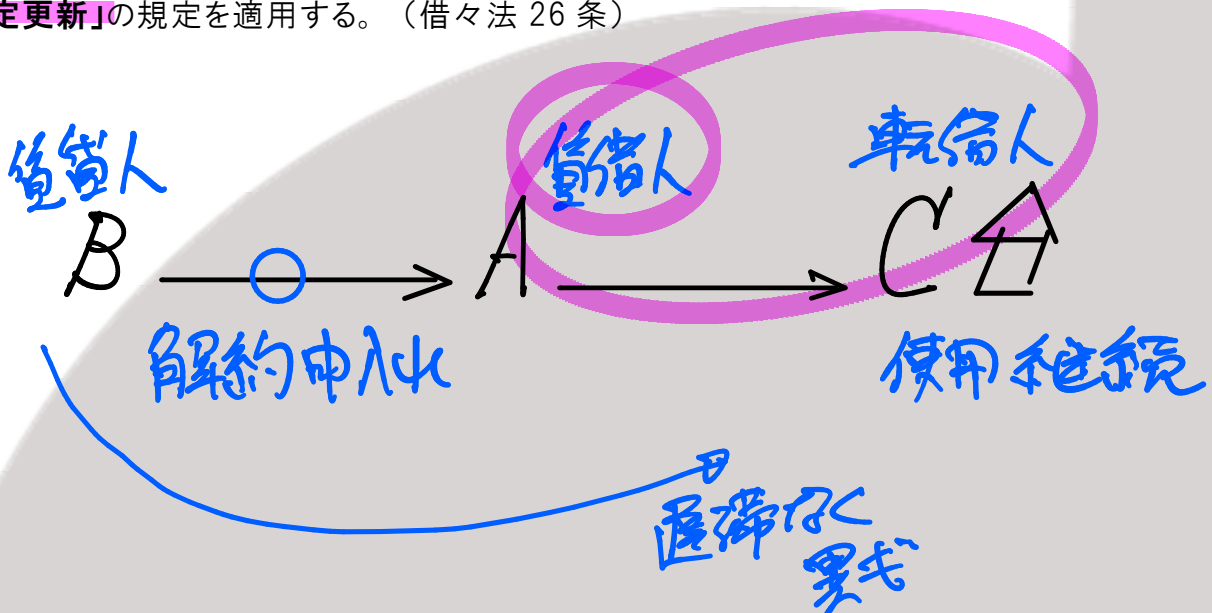 定更新」の規定を適用する。（借々法 26 条）
賃貸人
賃借人
転借人
B
A
C
解約申入れ
使用継続
遅滞なく
異議